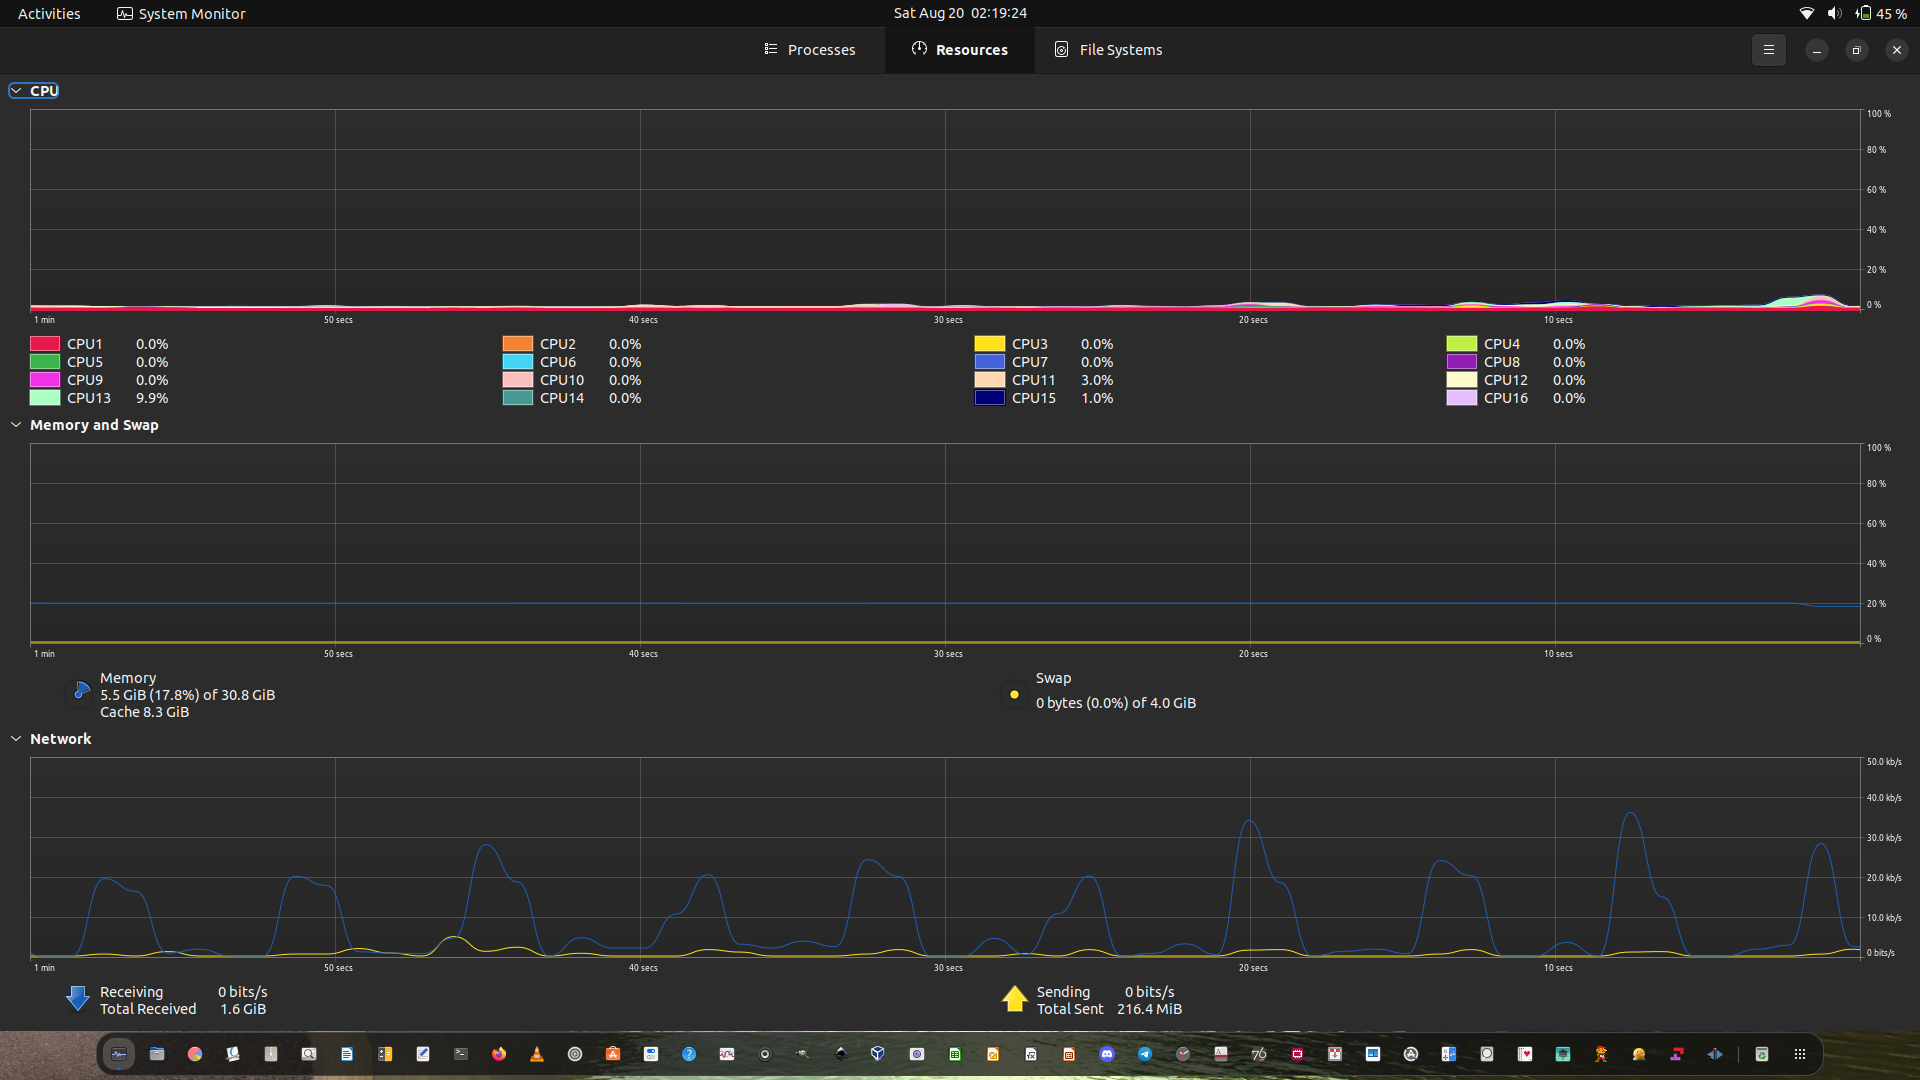 Activities System Monitor Sat Aug 20 02:19:24 45 %
Processes Resources File Systems
CPU
100 %
80 %
60 %
40 %
20 %
0 %
1 min 50 secs 40 secs 30 secs 20 secs 10 secs
CPU1 0.0% CPU2 0.0% CPU3 0.0% CPU4 0.0%
CPU5 0.0% CPU6 0.0% CPU7 0.0% CPU8 0.0%
CPU9 0.0% CPU10 0.0% CPU11 3.0% CPU12 0.0%
CPU13 9.9% CPU14 0.0% CPU15 1.0% CPU16 0.0%
Memory and Swap
100 %
80 %
60 %
40 %
20 %
0 %
1 min 50 secs 40 secs 30 secs 20 secs 10 secs
Memory Swap
5.5 GiB (17.8%) of 30.8 GiB 0 bytes (0.0%) of 4.0 GiB
Cache 8.3 GiB
Network
50.0 kb/s
40.0 kb/s
30.0 kb/s
20.0 kb/s
10.0 kb/s
0 bits/s
1 min 50 secs 40 secs 30 secs 20 secs 10 secs
Receiving 0 bits/s Sending 0 bits/s
Total Received 1.6 GiB Total Sent 216.4 MiB
76